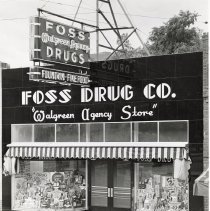 FOSS
Walgreen Agency
DRUGS
FOUNTAIN-FINE FOOD
FOSS DRUG CO.
"Walgreen Agency Store"